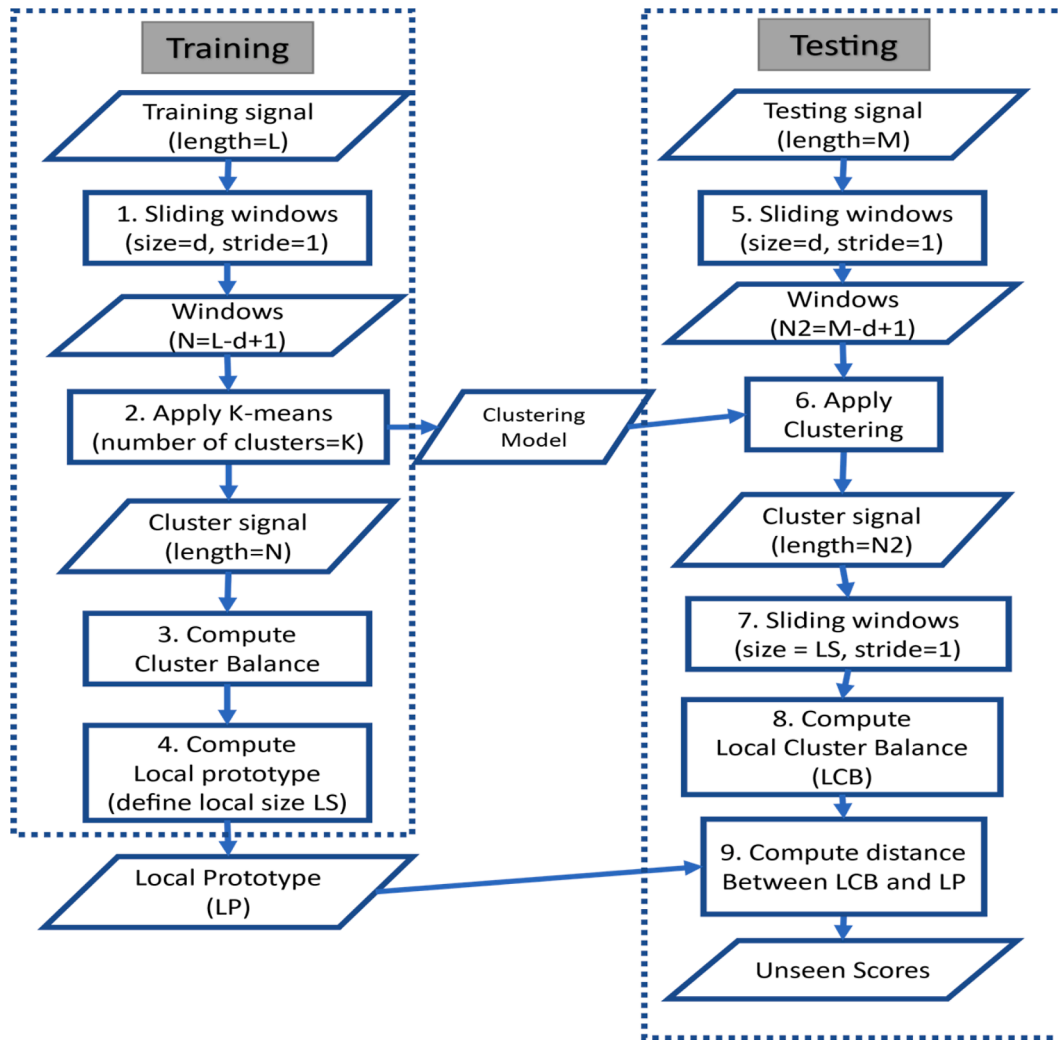 Training
Training signal
(length=L)
1. Sliding windows
(size=d, stride=1)
Windows
(N=L-d+1)
2. Apply K-means
(number of clusters=K)
Cluster signal
(length=N)
3. Compute
Cluster Balance
4. Compute
Local prototype
(define local size LS)
Local Prototype
(LP)
Clustering
Model
Testing
Testing signal
(length=M)
5. Sliding windows
(size=d, stride=1)
Windows
(N2=M-d+1)
6. Apply
Clustering
Cluster signal
(length=N2)
7. Sliding windows
(size = LS, stride=1)
8. Compute
Local Cluster Balance
(LCB)
9. Compute distance
Between LCB and LP
Unseen Scores